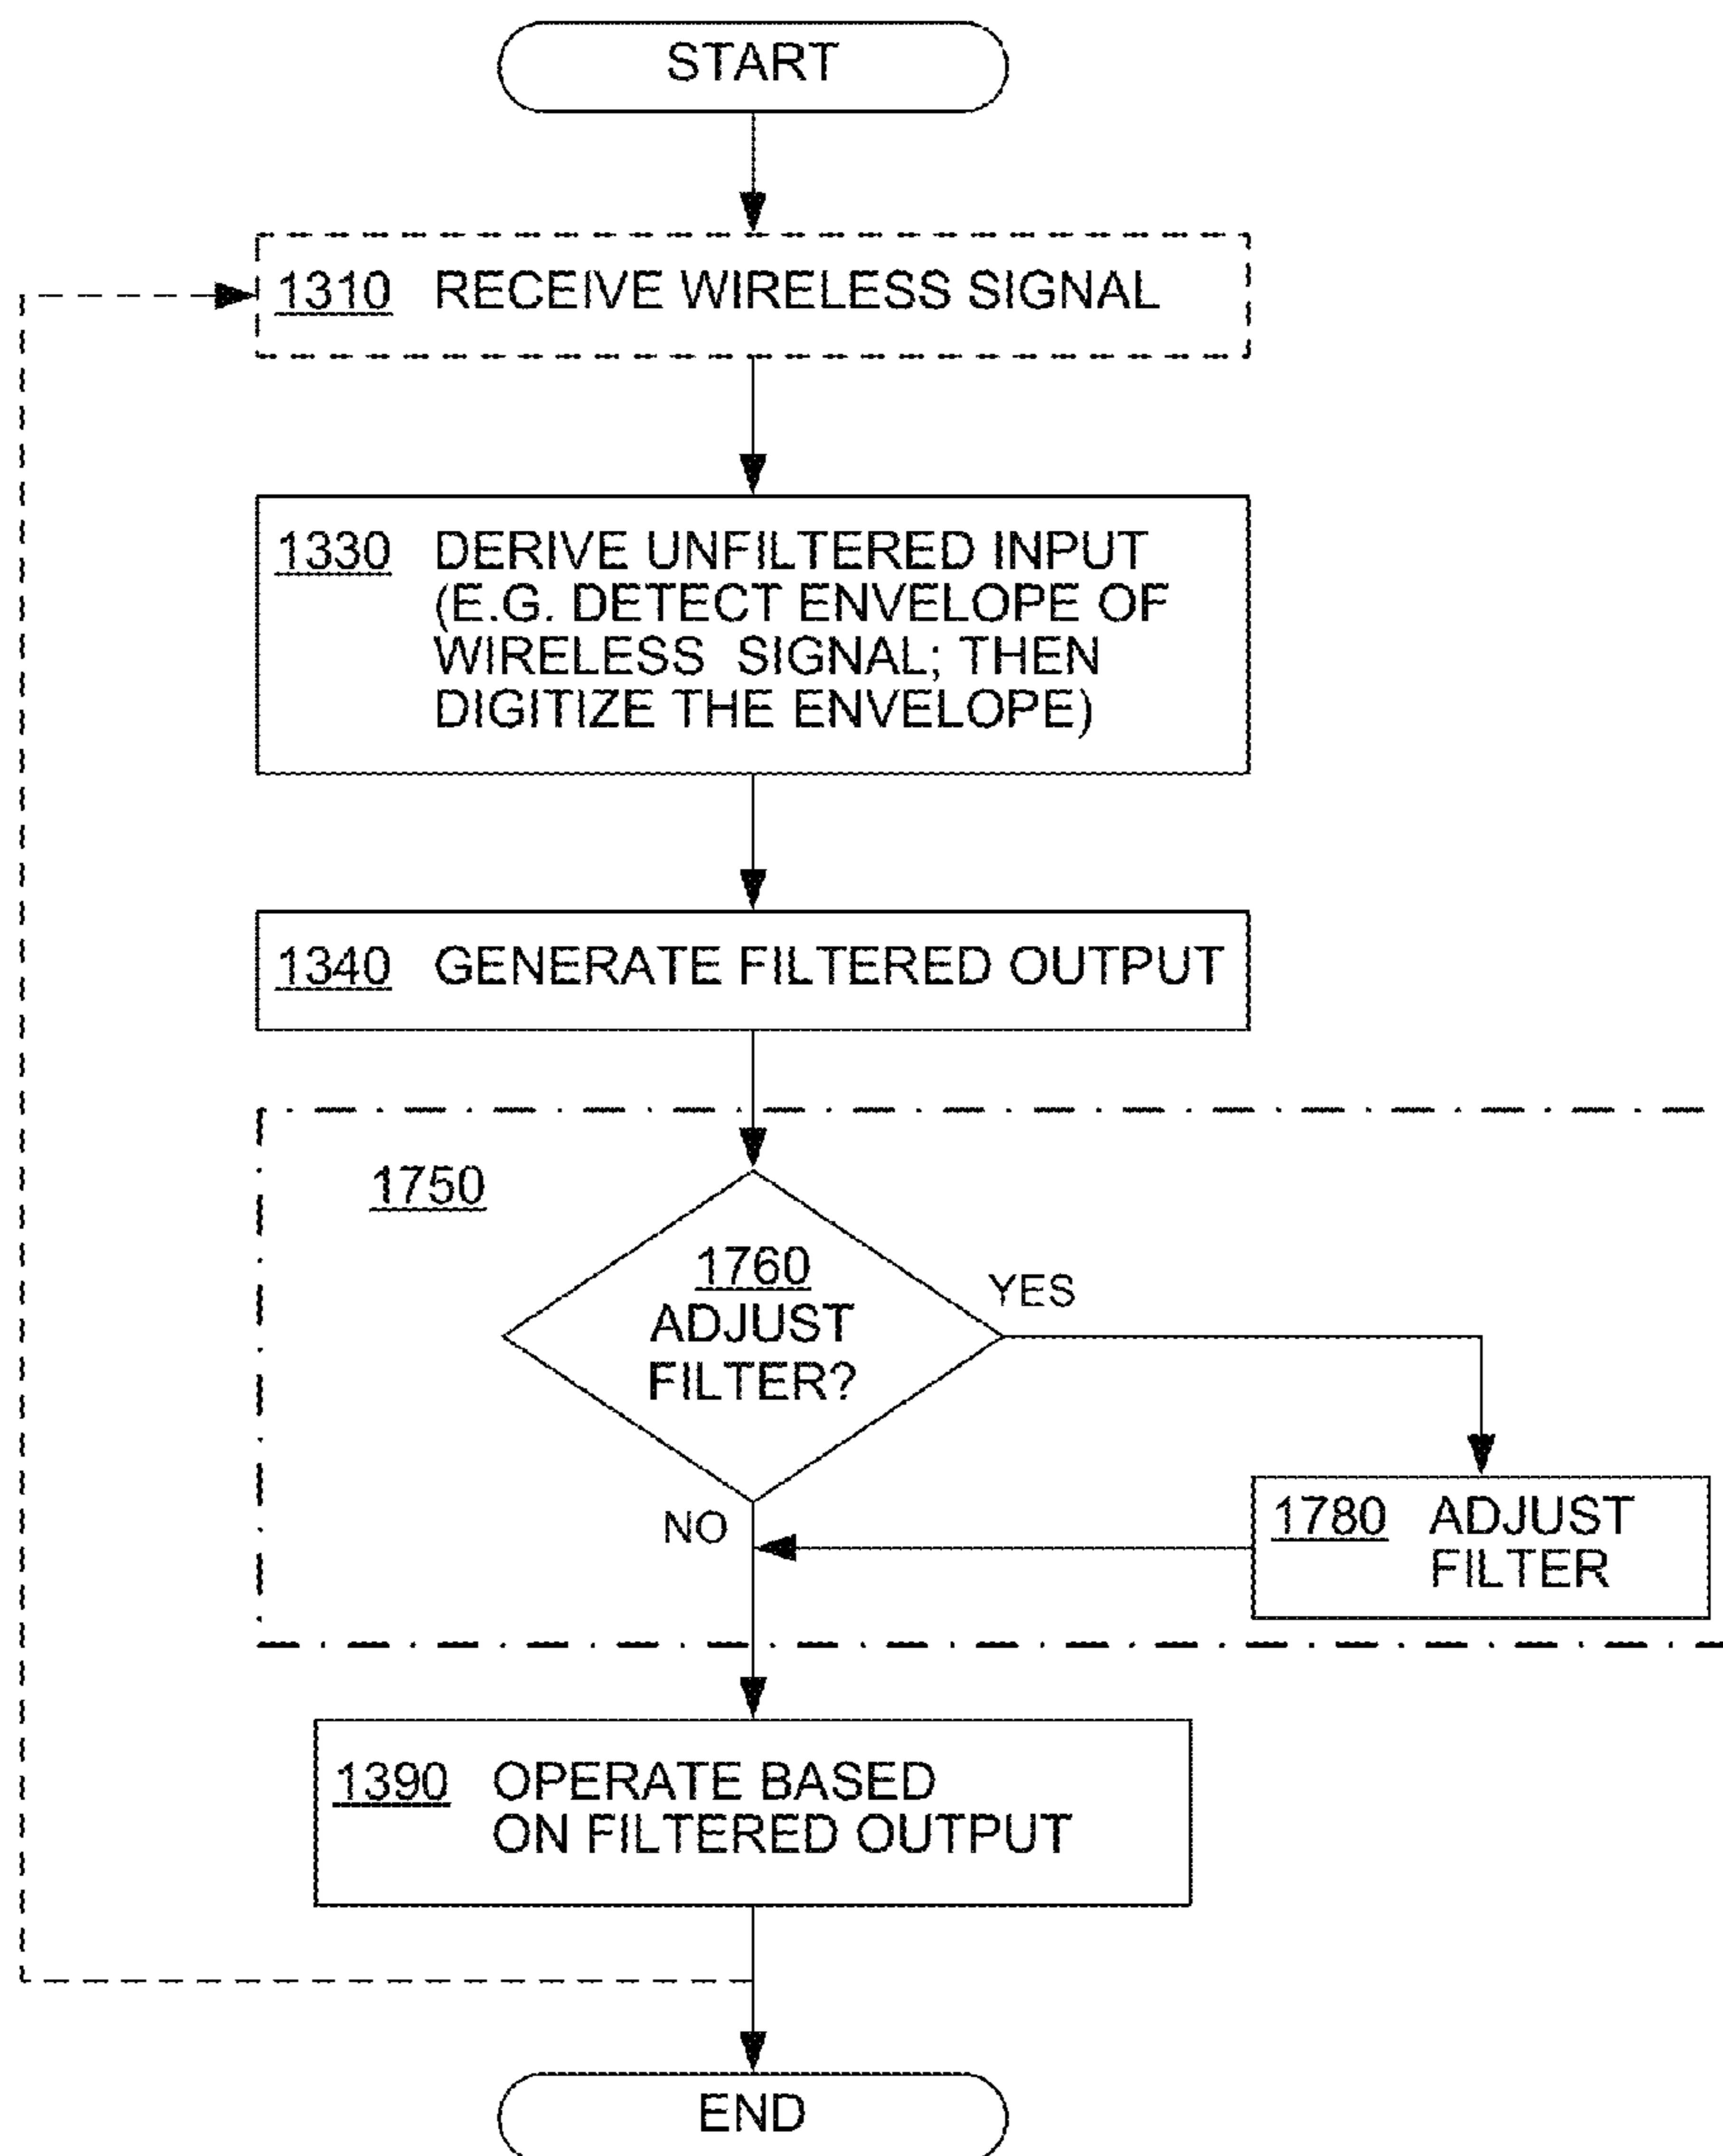 START
1310 RECEIVE WIRELESS SIGNAL
1330 DERIVE UNFILTERED INPUT
(E.G. DETECT ENVELOPE OF
WIRELESS SIGNAL; THEN
DIGITIZE THE ENVELOPE)
1340 GENERATE FILTERED OUTPUT
1750
1760
ADJUST
FILTER?
YES
NO
1780 ADJUST
FILTER
1390 OPERATE BASED
ON FILTERED OUTPUT
END